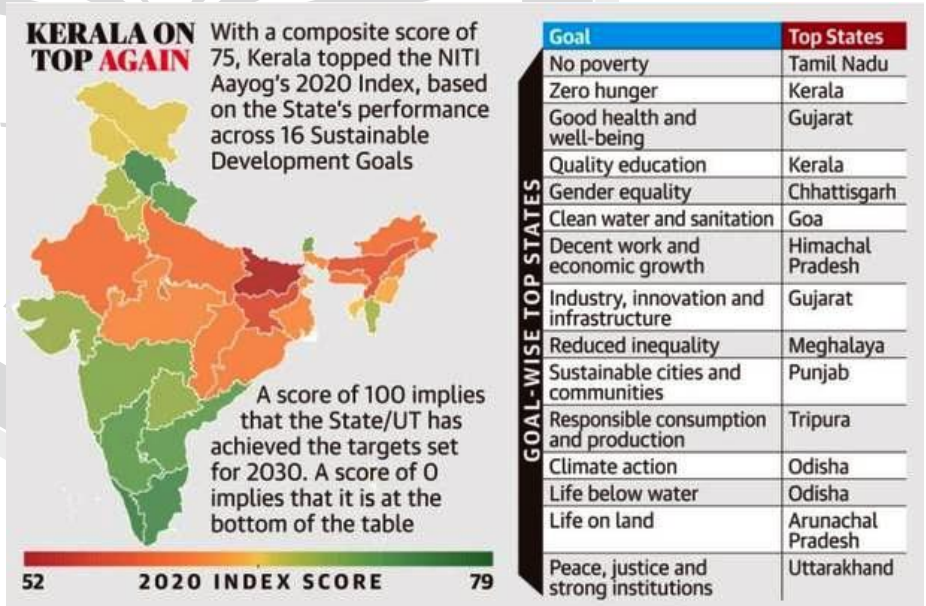 KERALA ON
TOP AGAIN
With a composite score of
75, Kerala topped the NITI
Aayog's 2020 Index, based
on the State's performance
across 16 Sustainable
Development Goals
A score of 100 implies
that the State/UT has
achieved the targets set
for 2030. A score of 0
implies that it is at the
bottom of the table
52 2020 INDEX SCORE 79
GOAL-WISE TOP STATES
Goal Top States
No poverty Tamil Nadu
Zero hunger Kerala
Good health and Gujarat
well-being
Quality education Kerala
Gender equality Chhattisgarh
Clean water and sanitation Goa
Decent work and Himachal
economic growth Pradesh
Industry, innovation and Gujarat
infrastructure
Reduced inequality Meghalaya
Sustainable cities and Punjab
communities
Responsible consumption Tripura
and production
Climate action Odisha
Life below water Odisha
Life on land Arunachal
Pradesh
Peace, justice and Uttarakhand
strong institutions